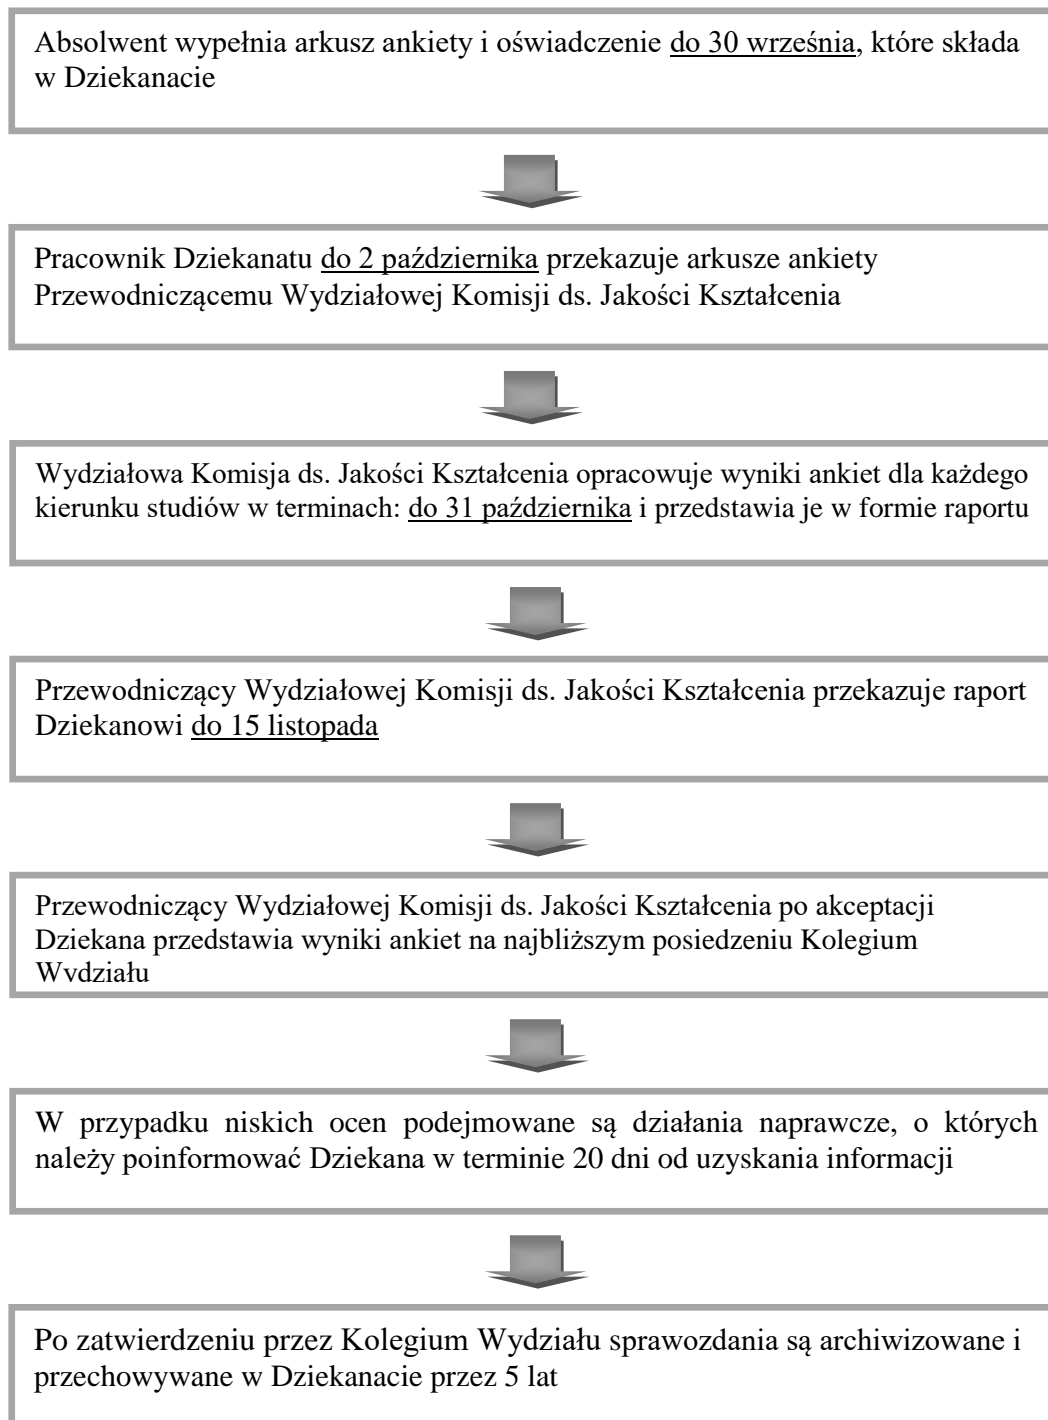 Absolwent wypełnia arkusz ankiety i oświadczenie do 30 września, które składa
w Dziekanacie
Pracownik Dziekanatu do 2 października przekazuje arkusze ankiety
Przewodniczącemu Wydziałowej Komisji ds. Jakości Kształcenia
Wydziałowa Komisja ds. Jakości Kształcenia opracowuje wyniki ankiet dla każdego
kierunku studiów w terminach: do 31 października i przedstawia je w formie raportu
Przewodniczący Wydziałowej Komisji ds. Jakości Kształcenia przekazuje raport
Dziekanowi do 15 listopada
Przewodniczący Wydziałowej Komisji ds. Jakości Kształcenia po akceptacji
Dziekana przedstawia wyniki ankiet na najbliższym posiedzeniu Kolegium
Wydziału
W przypadku niskich ocen podejmowane są działania naprawcze, o których
należy poinformować Dziekana w terminie 20 dni od uzyskania informacji
Po zatwierdzeniu przez Kolegium Wydziału sprawozdania są archiwizowane i
przechowywane w Dziekanacie przez 5 lat